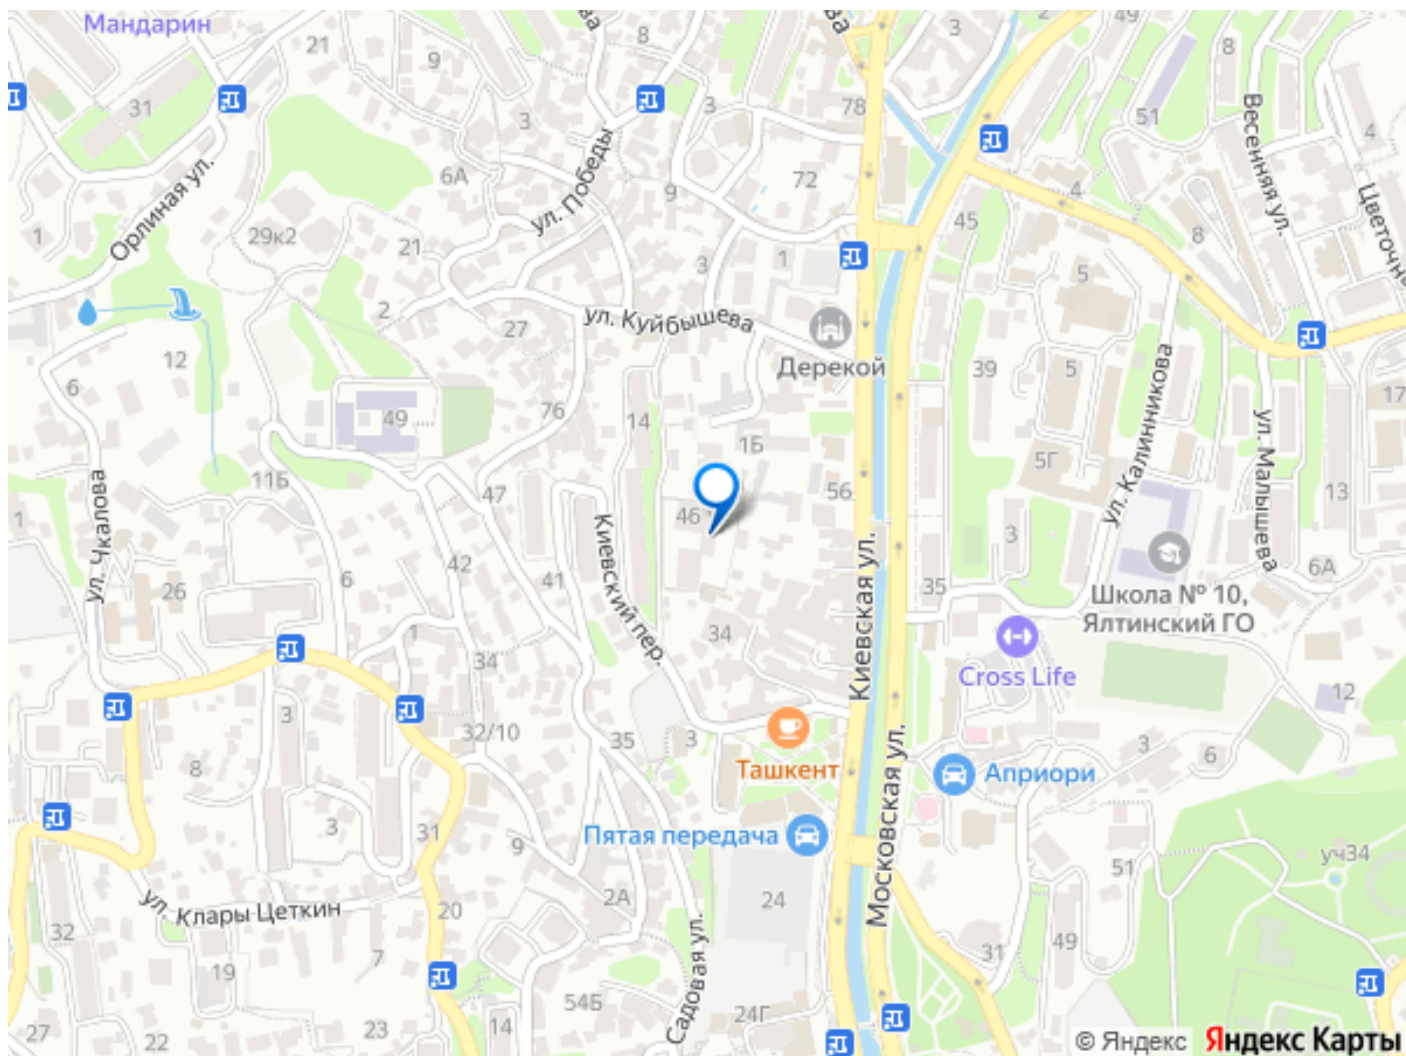 Мандарин
21
9
8
ва
ва
3
2
49
8
31
3
3
78
51
4
6А
ул. Победы
9
72
4
Весенняя ул.
Цветочна
Орлиная ул.
1
29к2
21
3
1
45
5
8
2
27
ул. Куйбышева
Дерекой
12
6
76
14
39
5
17
49
1Б
5Г
ул. Калинникова
ул. Малышева
11Б
47
46
56
13
1
ул. Чкалова
Киевский пер.
3
26
6
42
41
Киевская ул.
35
6А
Школа № 10,
Ялтинский ГО
1
34
34
Cross Life
12
3
32/10
35
3
Ташкент
Московская ул.
Априори
3
6
8
3
31
9
Пятая передача
51
уч34
ул. Клары Цеткин
20
2А
24
32
7
19
Садовая ул.
31
49
54Б
24Г
27
22
23
14
© Яндекс Яндекс Карты